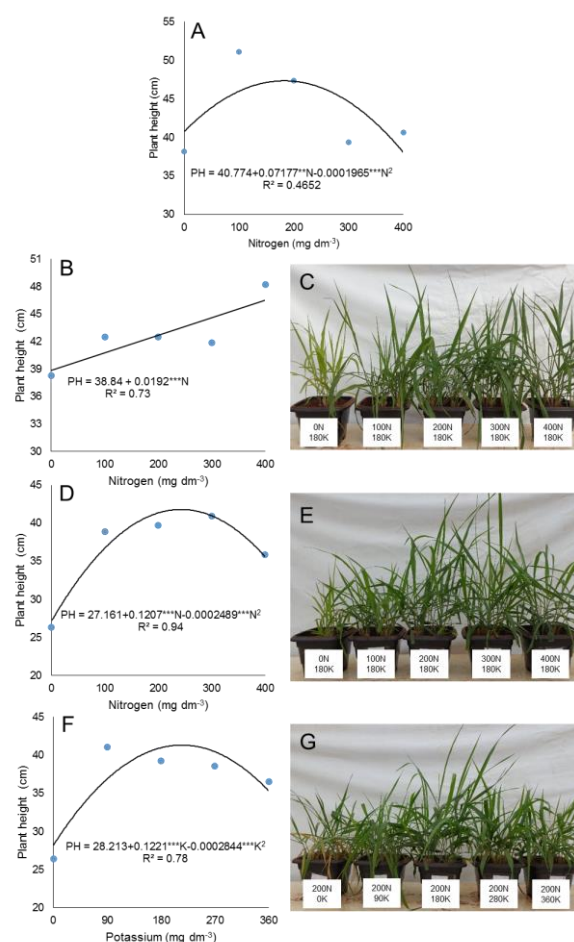 A
Plant height (cm)
55
50
45
40
35
30
PH = 40.774+0.07177**N-0.0001965***N²
R² = 0.4652
0 100 200 300 400
Nitrogen (mg dm⁻³)
B
Plant height (cm)
51
48
45
42
39
36
33
30
PH = 38.84 + 0.0192***N
R² = 0.73
0 100 200 300 400
Nitrogen (mg dm⁻³)
C
0N 180K
100N 180K
200N 180K
300N 180K
400N 180K
D
Plant height (cm)
45
40
35
30
25
20
PH = 27.161+0.1207***N-0.0002489***N²
R² = 0.94
0 100 200 300 400
Nitrogen (mg dm⁻³)
E
0N 180K
100N 180K
200N 180K
300N 180K
400N 180K
F
Plant height (cm)
45
40
35
30
25
20
PH = 28.213+0.1221***K-0.0002844***K²
R² = 0.78
0 90 180 270 360
Potassium (mg dm⁻³)
G
200N 0K
200N 90K
200N 180K
200N 280K
200N 360K